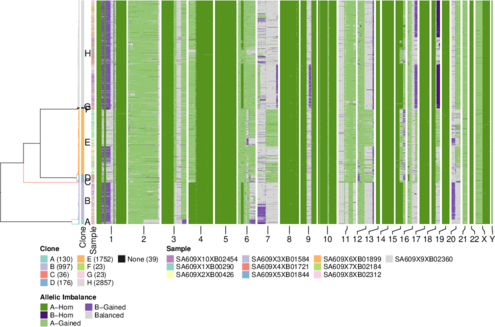 H
G
F
E
D
C
B
A
Clone
Sample
1 2 3 4 5 6 7 8 9 10 11 12 13 14 15 16 17 18 19 20 21 22 X Y
Clone
A (130) E (1752) None (39)
B (997) F (23)
C (36) G (23)
D (176) H (2857)
Sample
SA609X10XB02454 SA609X3XB01584 SA609X6XB01899 SA609X9XB02360
SA609X1XB00290 SA609X4XB01721 SA609X7XB02184
SA609X2XB00426 SA609X5XB01844 SA609X8XB02312
Allelic Imbalance
A−Hom B−Gained
B−Hom Balanced
A−Gained